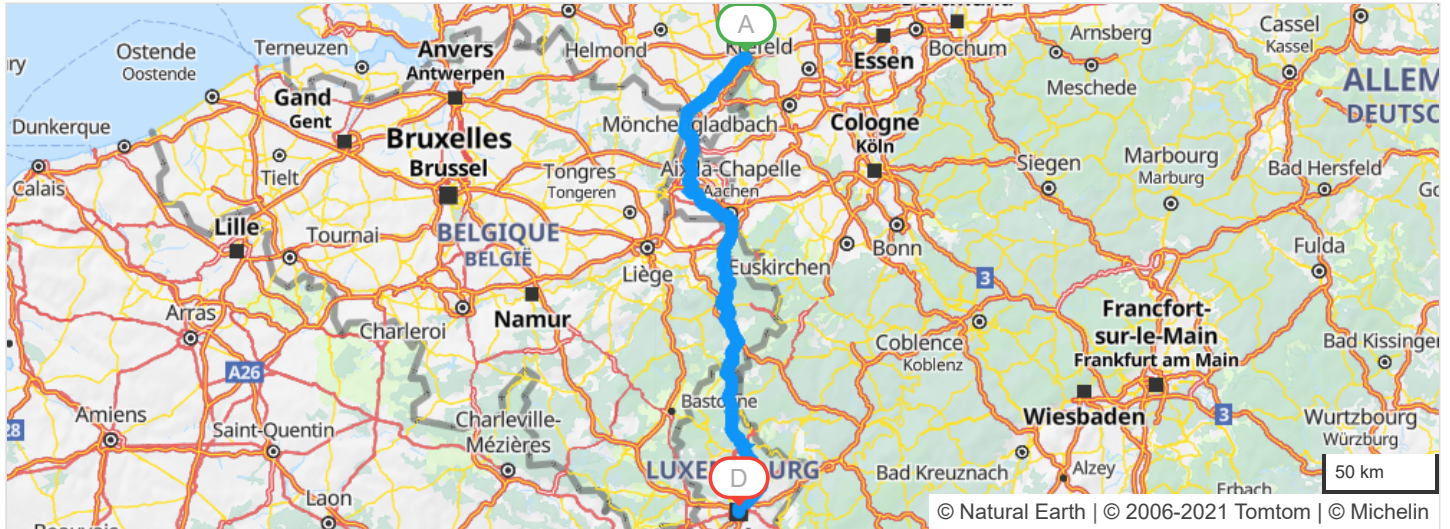 A
Cassel
Kassel
Arnsberg
Bochum
Terneuzen
Anvers
Antwerpen
Helmond
Krefeld
Essen
Ostende
Oostende
Meschede
ALLEM
DEUTSC
Gand
Gent
Mönchengladbach
Cologne
Köln
Dunkerque
Bruxelles
Brussel
Tongres
Tongeren
Aix-la-Chapelle
Aachen
Siegen
Marbourg
Marburg
Bad Hersfeld
Calais
Tielt
Lille
Tournai
BELGIQUE
BELGIË
Bonn
Fulda
Liège
Euskirchen
3
Arras
Charleroi
Namur
Francfort-
sur-le-Main
Frankfurt am Main
Coblence
Koblenz
Bad Kissinger
A26
Amiens
Bastogne
Wiesbaden
3
Wurtzbourg
Würzburg
28
Saint-Quentin
Charleville-
Mézières
LUXEMBOURG
D
Bad Kreuznach
Alzey
50 km
Erbach
Laon
© Natural Earth | © 2006-2021 Tomtom | © Michelin